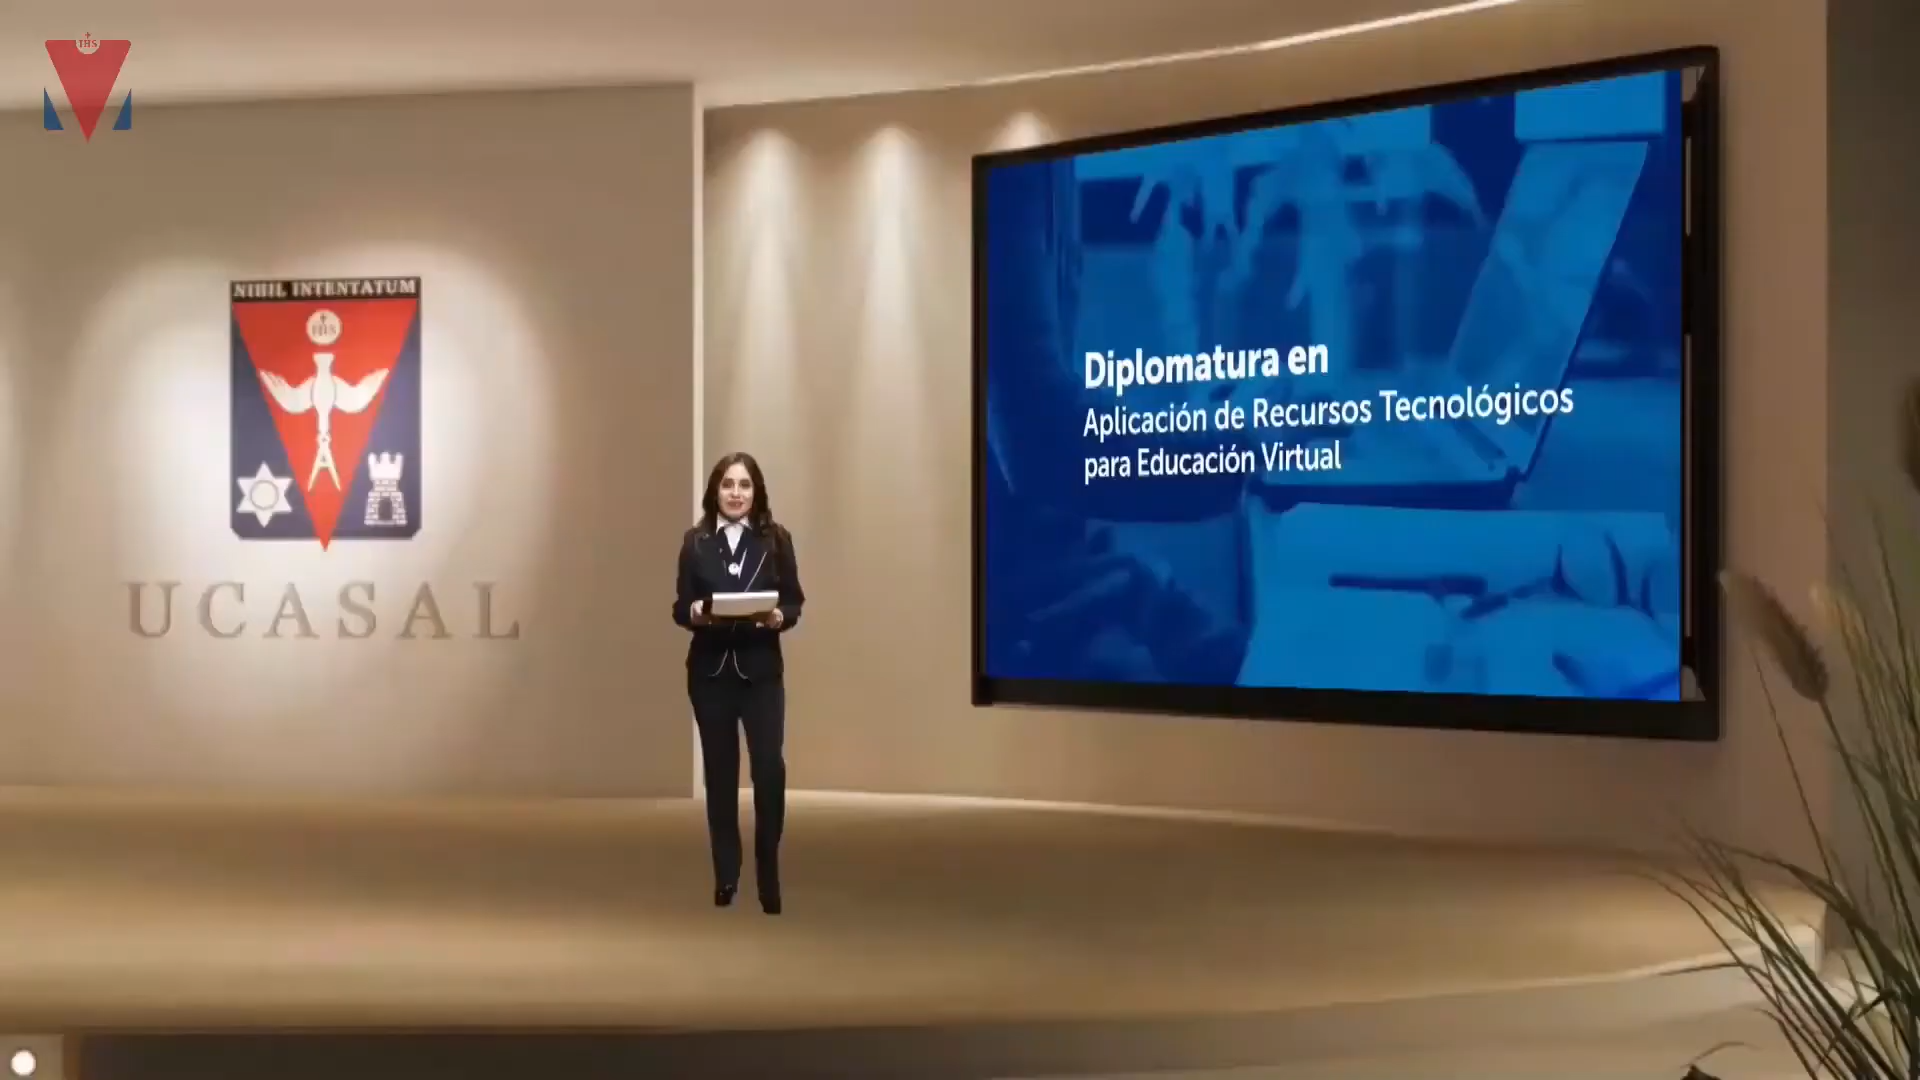 IHS
NIHIL INTENTATUM
IHS
UCASAL
Diplomatura en
Aplicación de Recursos Tecnológicos
para Educación Virtual